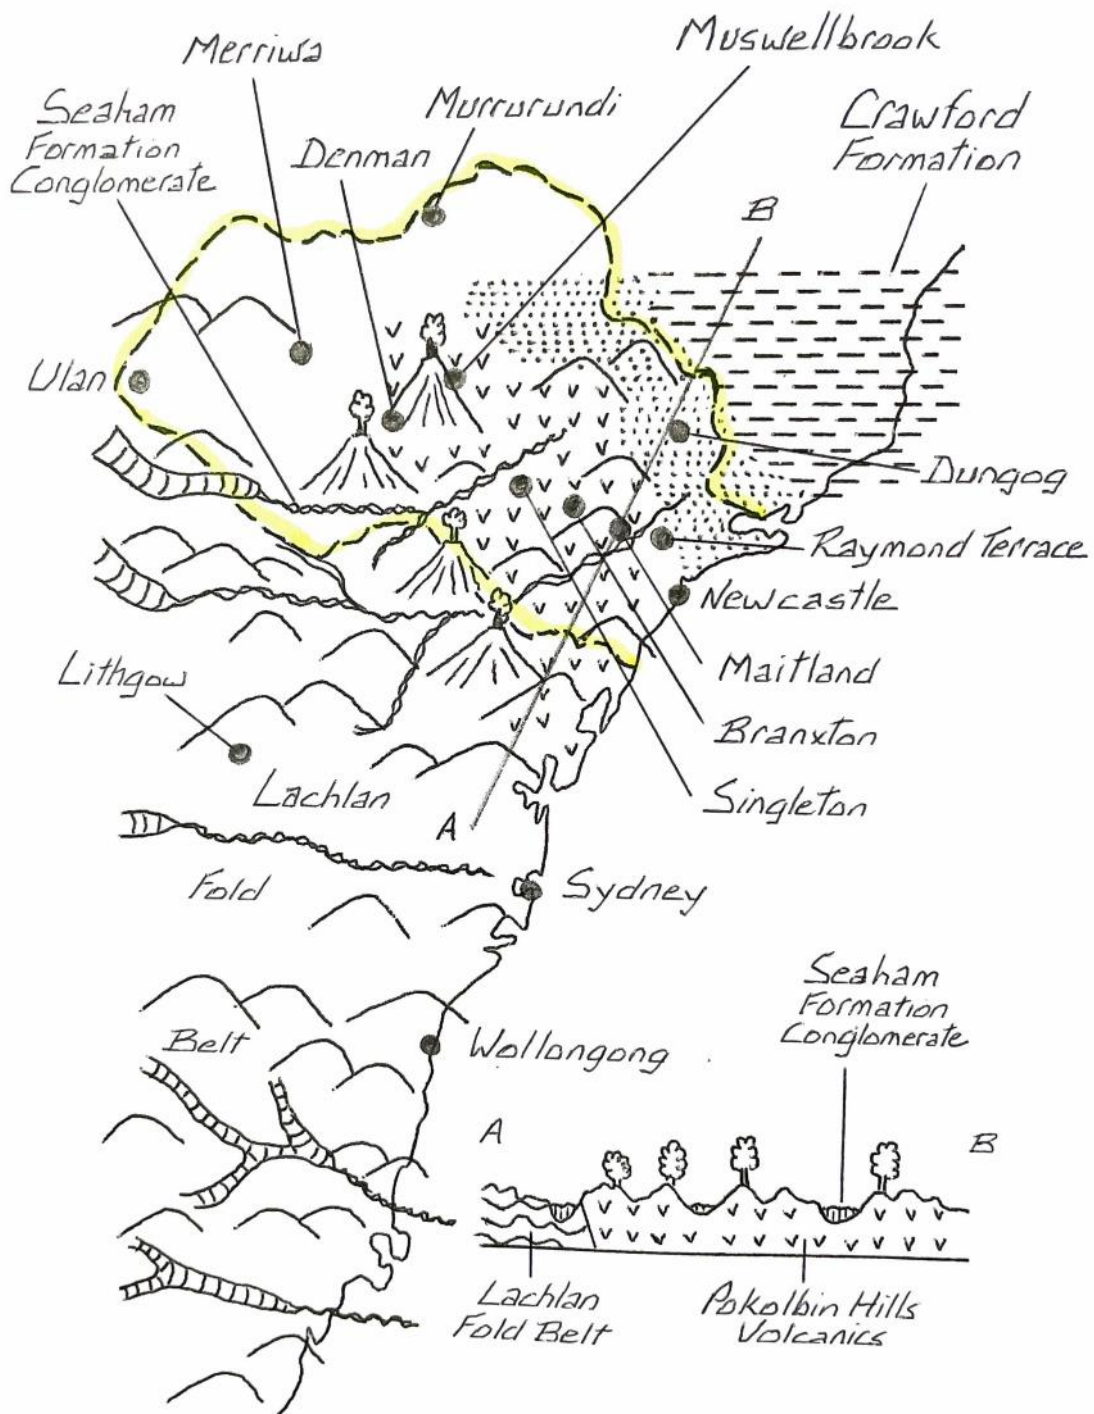 Merriwa
Muswellbrook
Seaham
Formation
Conglomerate
Murrurundi
Denman
Crawford
Formation
B
Ulan
Dungog
Raymond Terrace
Newcastle
Maitland
Lithgow
Branxton
Lachlan
Singleton
A
Fold
Sydney
Seaham
Formation
Conglomerate
Belt
Wollongong
A
B
Lachlan
Fold Belt
Pokolbin Hills
Volcanics